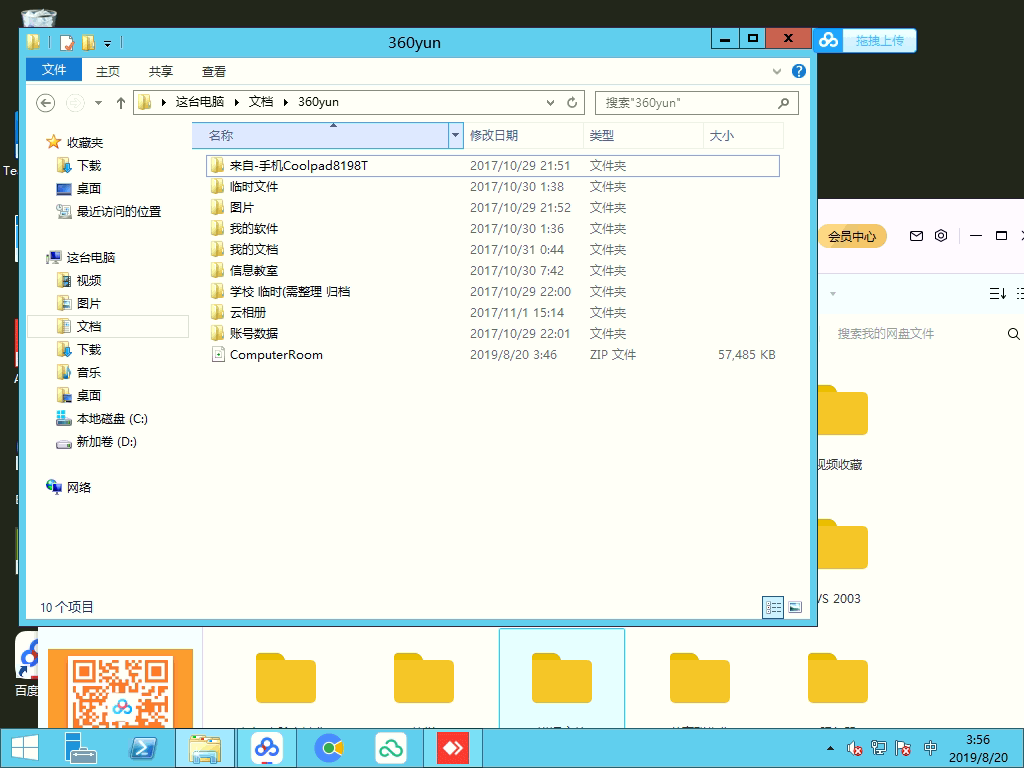 360yun
拖拽上传
文件
主页
共享
查看
这台电脑
文档
360yun
搜索"360yun"
名称
修改日期
类型
大小
收藏夹
下载
桌面
最近访问的位置
这台电脑
视频
图片
文档
下载
音乐
桌面
本地磁盘 (C:)
新加卷 (D:)
网络
来自-手机Coolpad8198T 2017/10/29 21:51 文件夹
临时文件 2017/10/30 1:38 文件夹
图片 2017/10/29 21:52 文件夹
我的软件 2017/10/30 1:36 文件夹
我的文档 2017/10/31 0:44 文件夹
信息教室 2017/10/30 7:42 文件夹
学校 临时(需整理 归档 2017/10/29 22:00 文件夹
云相册 2017/11/1 15:14 文件夹
账号数据 2017/10/29 22:01 文件夹
ComputerRoom 2019/8/20 3:46 ZIP 文件 57,485 KB
10 个项目
会员中心
搜索我的网盘文件
视频收藏
VS 2003
百度
中
3:56
2019/8/20